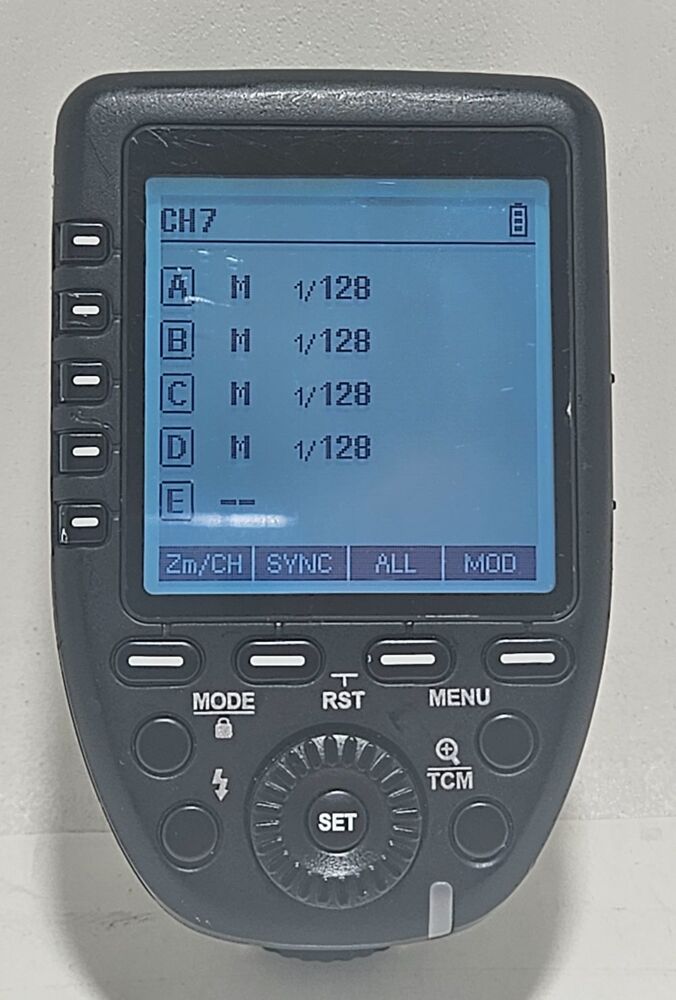 CH7
A M 1/128
B M 1/128
C M 1/128
D M 1/128
E --
Zm/CH SYNC ALL MOD
MODE RST MENU
TCM
SET